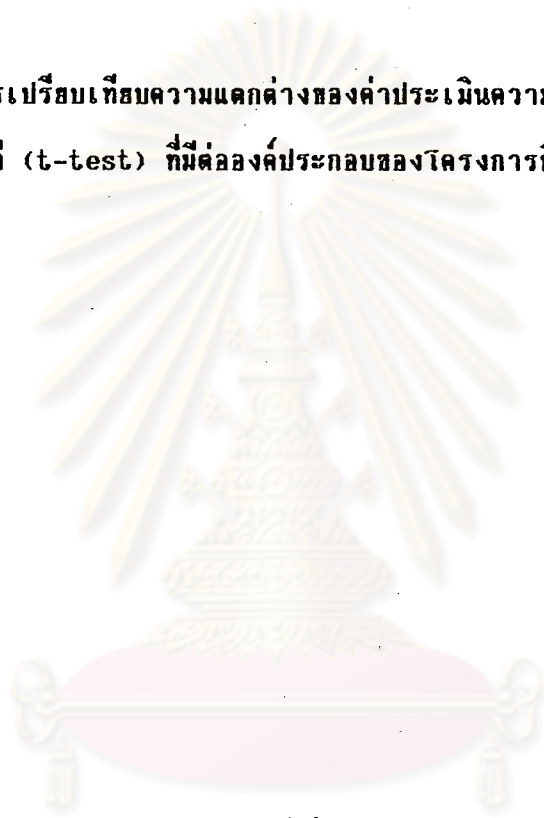 รเปรียบเทียบความแตกต่างของค่าประเมินความ
ที (t-test) ที่มีต่อองค์ประกอบของโครงการ